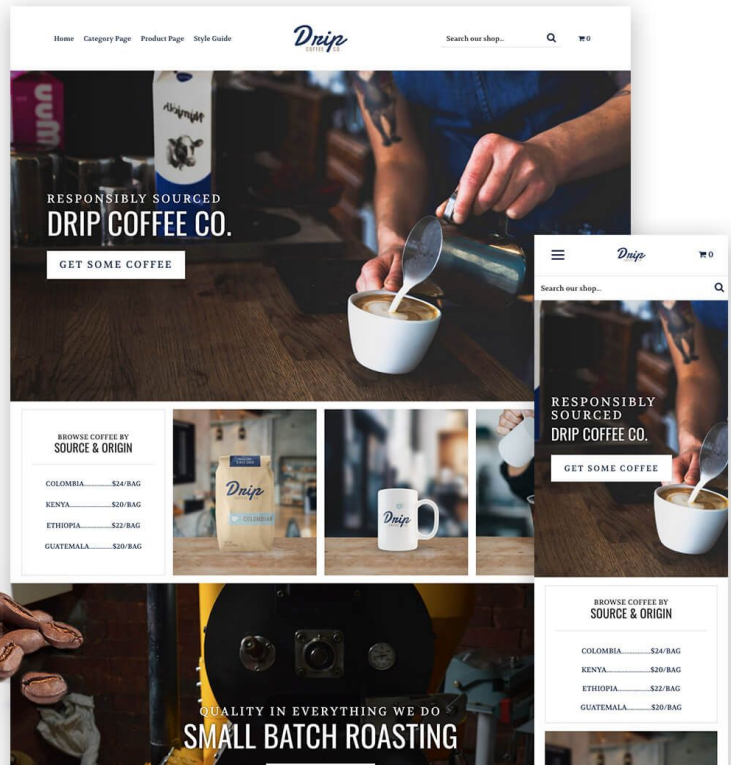 Home Category Page Product Page Style Guide
Drip
COFFEE CO.
Search our shop...
0
RESPONSIBLY SOURCED
DRIP COFFEE CO.
GET SOME COFFEE
BROWSE COFFEE BY
SOURCE & ORIGIN
COLOMBIA..............$24/BAG
KENYA....................$20/BAG
ETHIOPIA...............$22/BAG
GUATEMALA...........$20/BAG
Drip
COLOMBIAN
Drip
QUALITY IN EVERYTHING WE DO
SMALL BATCH ROASTING
Drip
0
Search our shop...
RESPONSIBLY
SOURCED
DRIP COFFEE CO.
GET SOME COFFEE
BROWSE COFFEE BY
SOURCE & ORIGIN
COLOMBIA..............$24/BAG
KENYA....................$20/BAG
ETHIOPIA...............$22/BAG
GUATEMALA...........$20/BAG